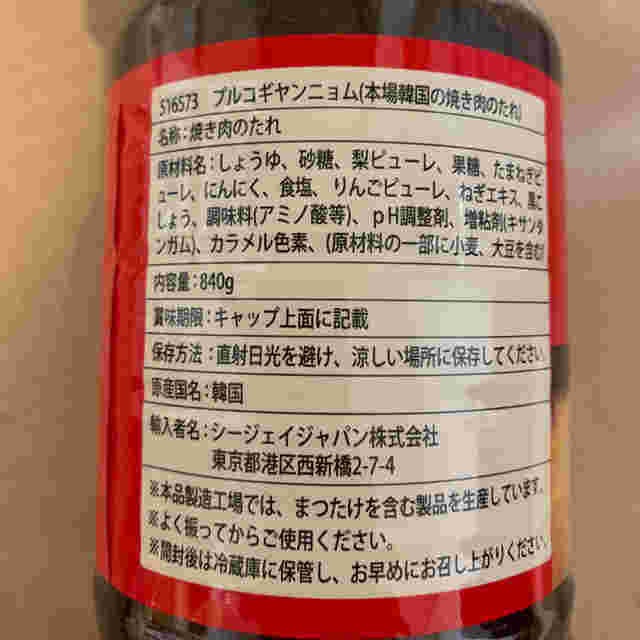 516573 プルコギヤンニョム(本場韓国の焼き肉のたれ)
名称:焼き肉のたれ
原材料名:しょうゆ、砂糖、梨ピューレ、果糖、たまねぎピ
ューレ、にんにく、食塩、りんごピューレ、ねぎエキス、黒こ
しょう、調味料(アミノ酸等)、pH調整剤、増粘剤(キサンタ
ンガム)、カラメル色素、(原材料の一部に小麦、大豆を含む)
内容量:840g
賞味期限:キャップ上面に記載
保存方法:直射日光を避け、涼しい場所に保存してください。
原産国名:韓国
輸入者名:シージェイジャパン株式会社
東京都港区西新橋2-7-4
※本品製造工場では、まつたけを含む製品を生産しています。
※よく振ってからご使用ください。
※開封後は冷蔵庫に保管し、お早めにお召し上がりください。